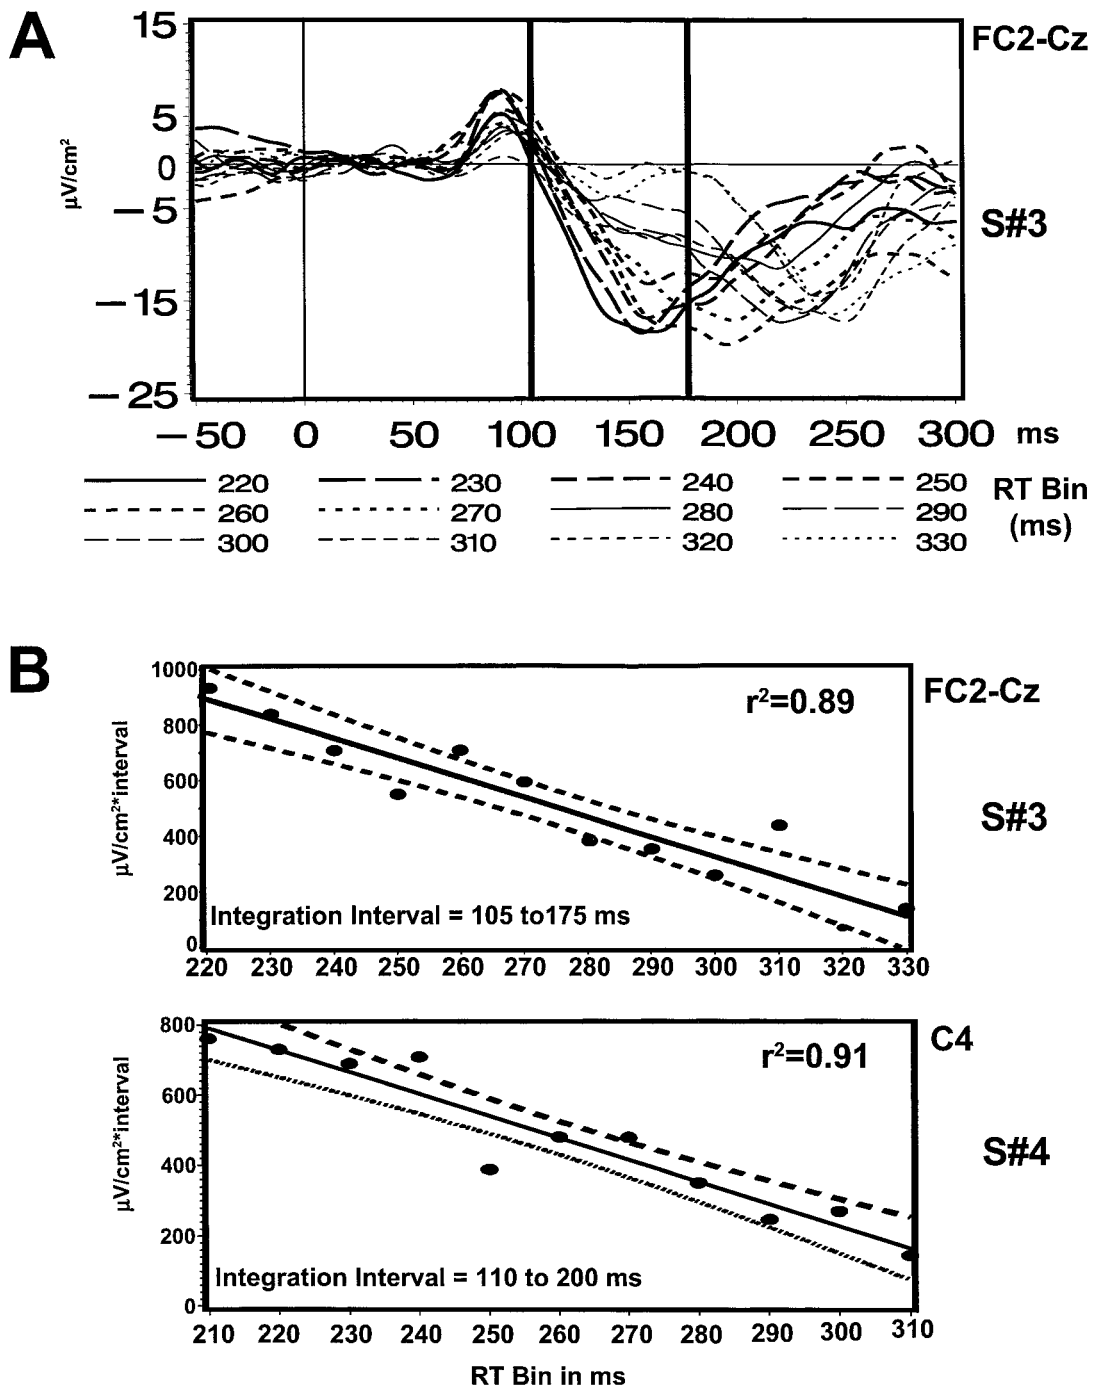 A
FC2-Cz
15
5
0
−5
−15
−25
μV/cm²
S#3
−50 0 50 100 150 200 250 300 ms
220 230 240 250
260 270 280 290
300 310 320 330
RT Bin
(ms)
B
FC2-Cz
r²=0.89
S#3
1000
800
600
400
200
0
μV/cm²*interval
Integration Interval = 105 to175 ms
220 230 240 250 260 270 280 290 300 310 320 330
C4
r²=0.91
S#4
800
600
400
200
0
μV/cm²*interval
Integration Interval = 110 to 200 ms
210 220 230 240 250 260 270 280 290 300 310
RT Bin in ms